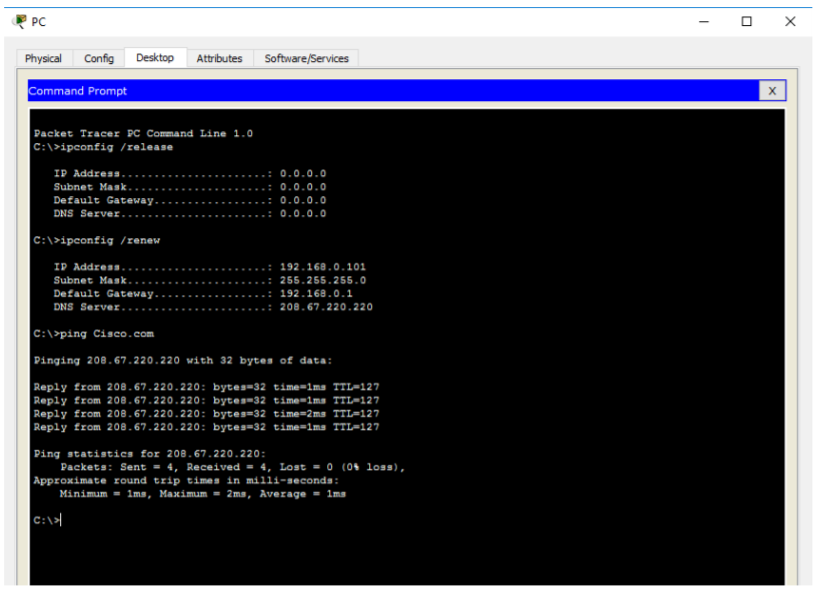 PC
Physical Config Desktop Attributes Software/Services
Command Prompt X
Packet Tracer PC Command Line 1.0
C:\>ipconfig /release
IP Address......................: 0.0.0.0
Subnet Mask.....................: 0.0.0.0
Default Gateway.................: 0.0.0.0
DNS Server......................: 0.0.0.0
C:\>ipconfig /renew
IP Address......................: 192.168.0.101
Subnet Mask.....................: 255.255.255.0
Default Gateway.................: 192.168.0.1
DNS Server......................: 208.67.220.220
C:\>ping Cisco.com
Pinging 208.67.220.220 with 32 bytes of data:
Reply from 208.67.220.220: bytes=32 time=1ms TTL=127
Reply from 208.67.220.220: bytes=32 time=1ms TTL=127
Reply from 208.67.220.220: bytes=32 time=2ms TTL=127
Reply from 208.67.220.220: bytes=32 time=1ms TTL=127
Ping statistics for 208.67.220.220:
Packets: Sent = 4, Received = 4, Lost = 0 (0% loss),
Approximate round trip times in milli-seconds:
Minimum = 1ms, Maximum = 2ms, Average = 1ms
C:\>